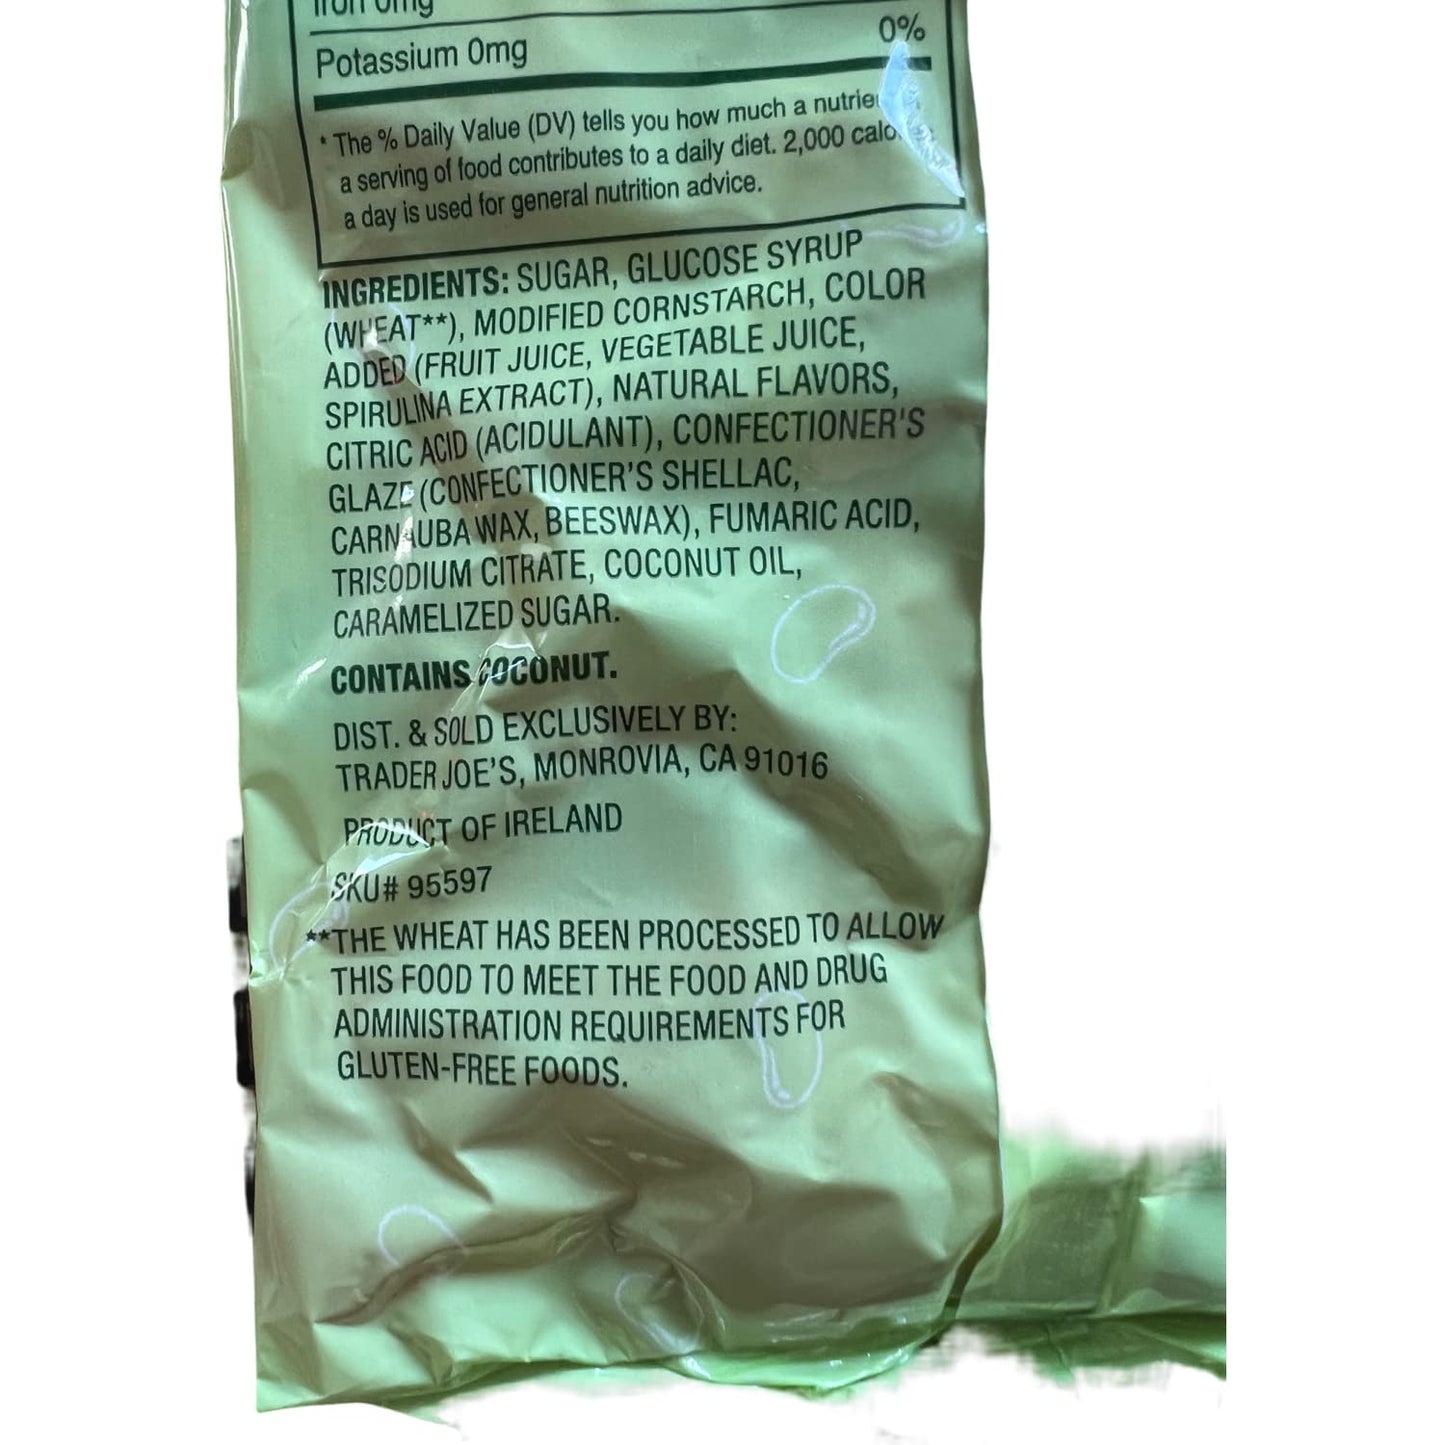 Iron 0mg
Potassium 0mg 0%
* The % Daily Value (DV) tells you how much a
a serving of food contributes to a daily diet. 2,000
a day is used for general nutrition advice.
INGREDIENTS: SUGAR, GLUCOSE SYRUP
(WHEAT**), MODIFIED CORNSTARCH, COLOR
ADDED (FRUIT JUICE, VEGETABLE JUICE,
SPIRULINA EXTRACT), NATURAL FLAVORS,
CITRIC ACID (ACIDULANT), CONFECTIONER'S
GLAZE (CONFECTIONER'S SHELLAC,
CARNAUBA WAX, BEESWAX), FUMARIC ACID,
TRISODIUM CITRATE, COCONUT OIL,
CARAMELIZED SUGAR.
CONTAINS COCONUT.
DIST. & SOLD EXCLUSIVELY BY:
TRADER JOE'S, MONROVIA, CA 91016
PRODUCT OF IRELAND
SKU# 95597
**THE WHEAT HAS BEEN PROCESSED TO ALLOW
THIS FOOD TO MEET THE FOOD AND DRUG
ADMINISTRATION REQUIREMENTS FOR
GLUTEN-FREE FOODS.